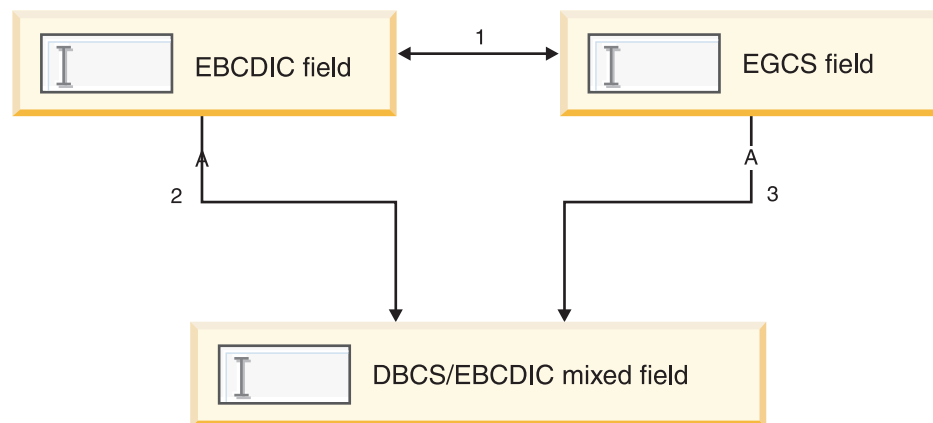 EBCDIC field
1
EGCS field
A
A
2
3
DBCS/EBCDIC mixed field